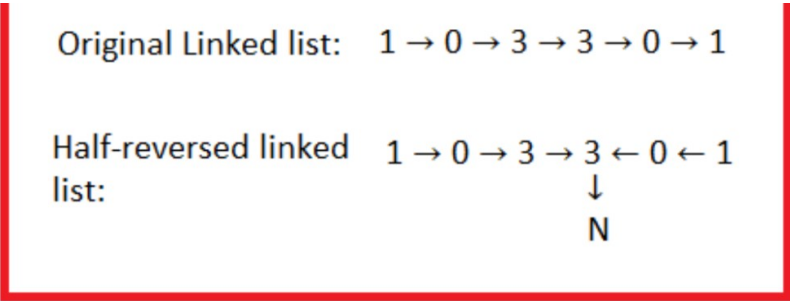 Original Linked list: 1 → 0 → 3 → 3 → 0 → 1
Half-reversed linked 1 → 0 → 3 → 3 ← 0 ← 1
list: ↓
N